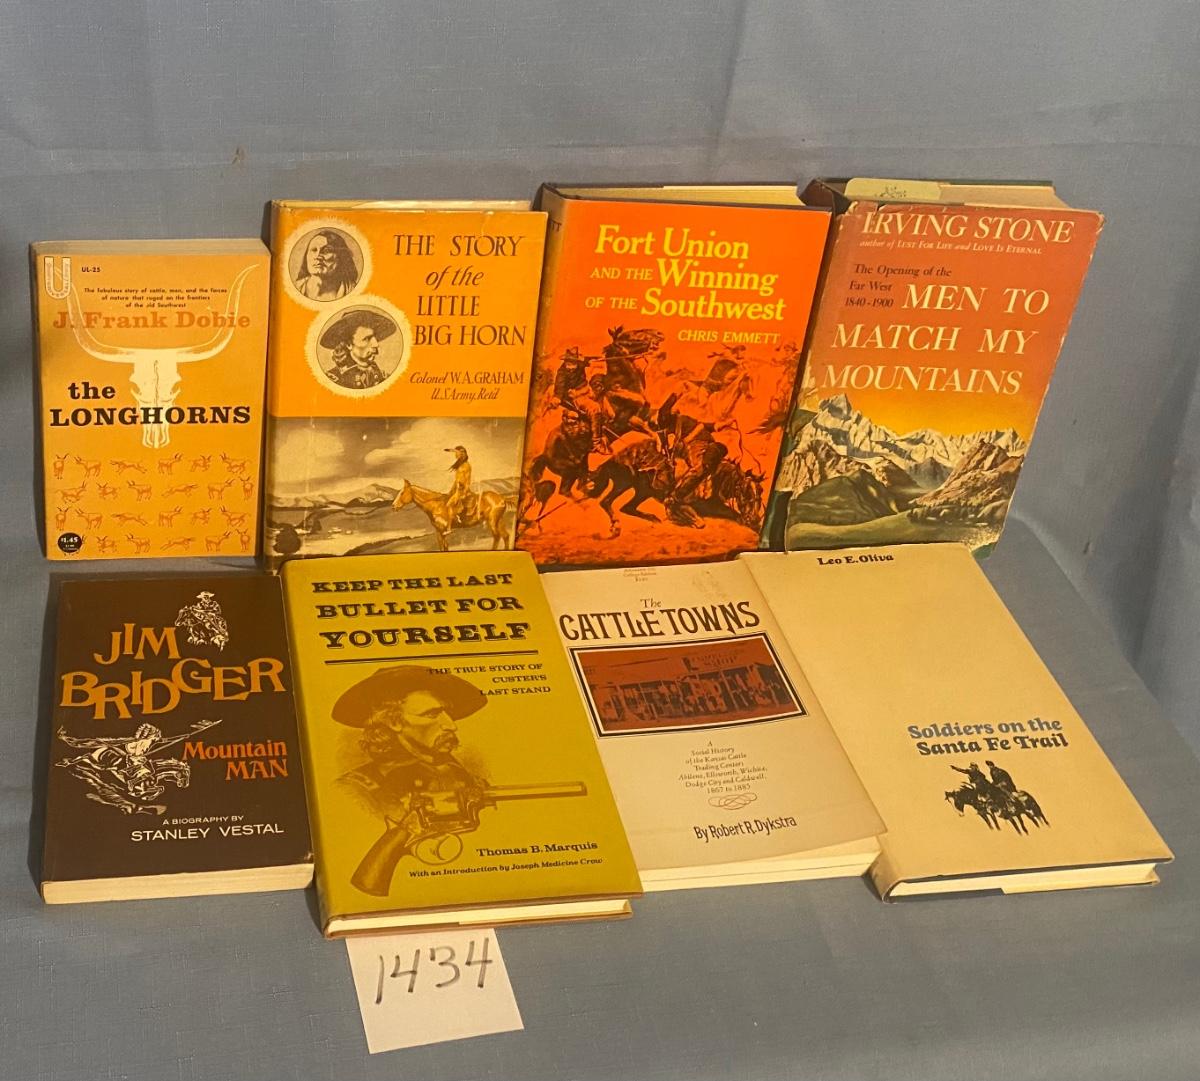 U
UL-25
The fabulous story of cattle, men, and the forces
of nature that raged on the frontiers
of the old Southwest
J. Frank Dobie
the
LONGHORNS
$1.45
THE STORY
of the
LITTLE
BIG HORN
Colonel W.A. GRAHAM
U.S. Army, Ret'd
Fort Union
AND THE Winning
OF THE Southwest
CHRIS EMMETT
IRVING STONE
author of LUST FOR LIFE and LOVE IS ETERNAL
The Opening of the
Far West
1840-1900
MEN TO
MATCH MY
MOUNTAINS
JIM
BRIDGER
Mountain
MAN
A BIOGRAPHY BY
STANLEY VESTAL
KEEP THE LAST
BULLET FOR
YOURSELF
THE TRUE STORY OF
CUSTER'S
LAST STAND
Thomas B. Marquis
With an Introduction by Joseph Medicine Crow
The
CATTLE TOWNS
A
Social History
of the Kansas Cattle
Trading Centers
Abilene, Ellsworth, Wichita,
Dodge City and Caldwell,
1867 to 1885
By Robert R. Dykstra
Leo E. Oliva
Soldiers on the
Santa Fe Trail
1434